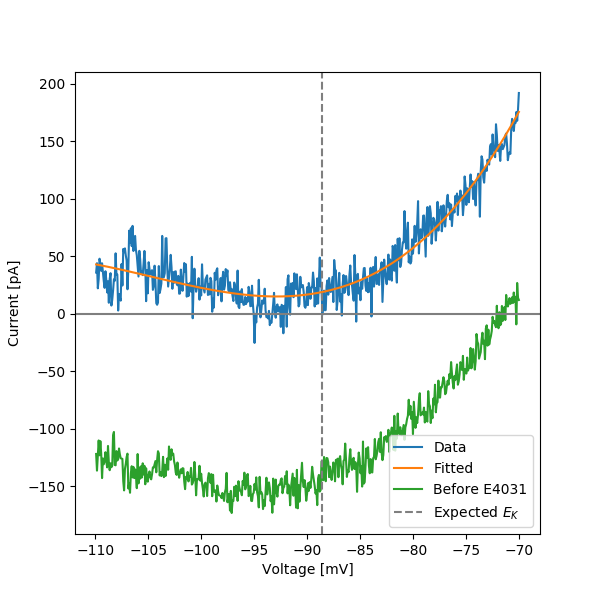 200
150
100
50
0
−50
−100
−150
Current [pA]
Data
Fitted
Before E4031
Expected E_K
−110 −105 −100 −95 −90 −85 −80 −75 −70
Voltage [mV]